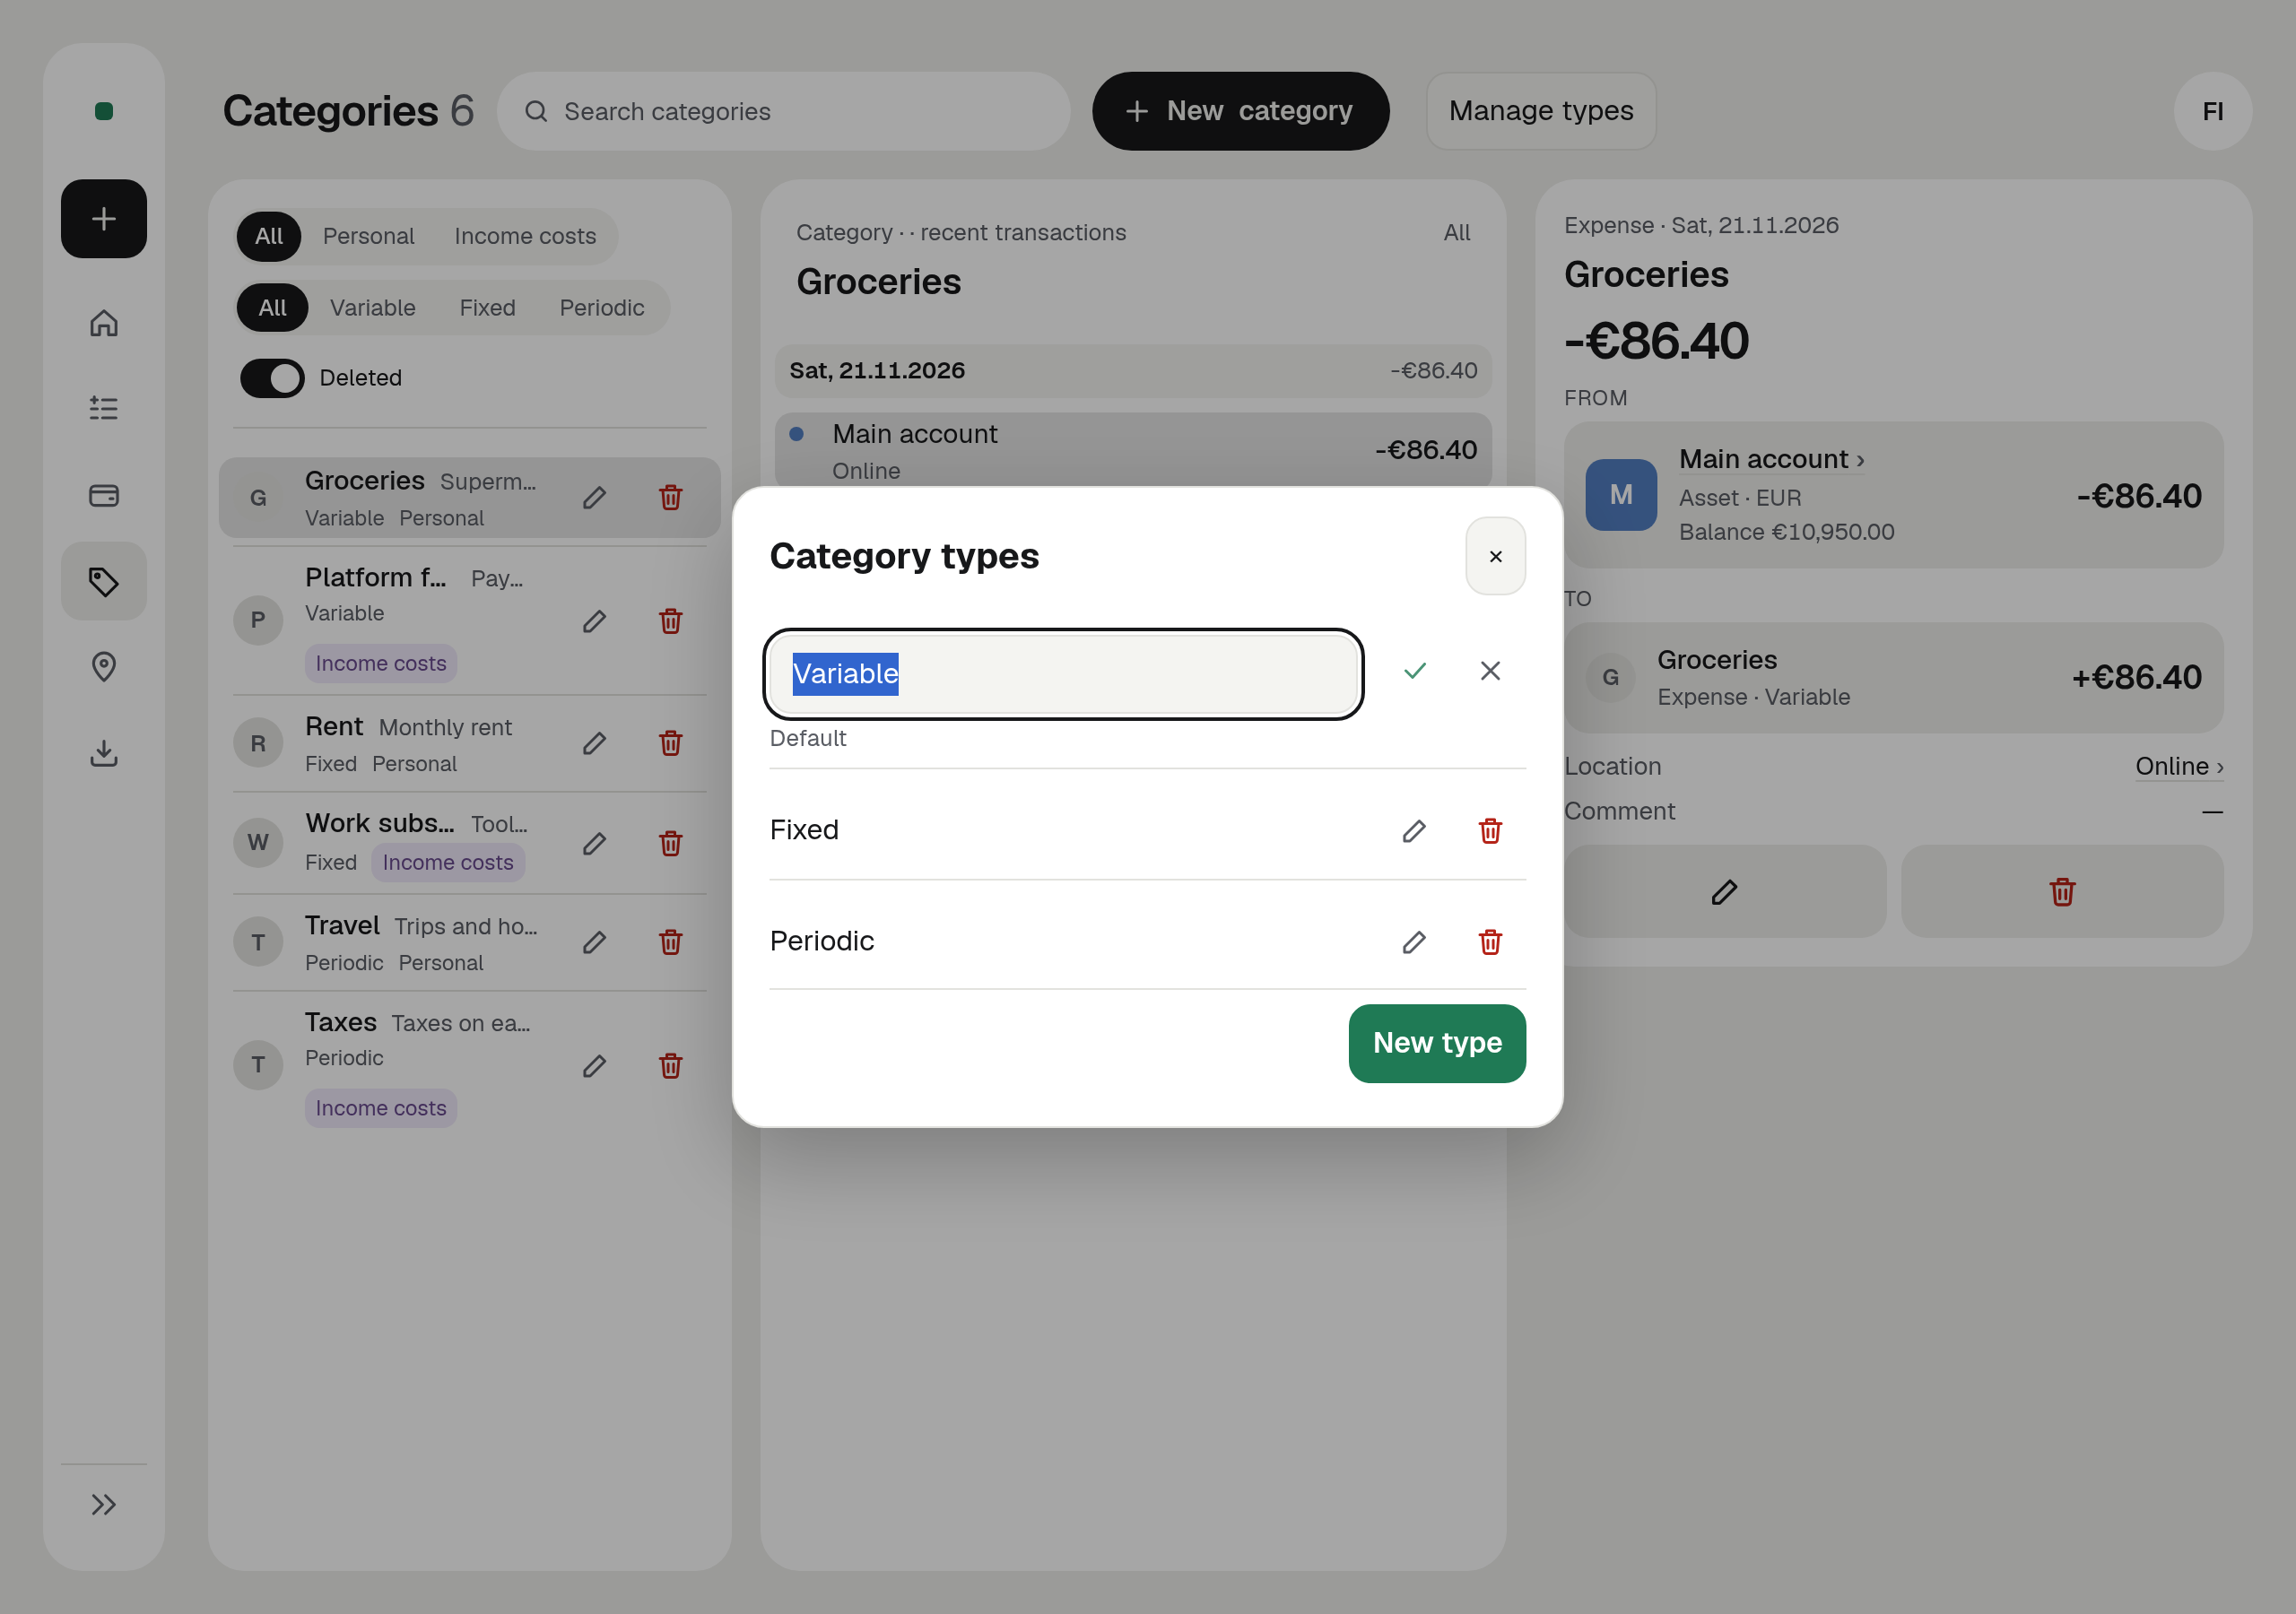 Categories 6
Search categories
New category
Manage types
FI
All Personal Income costs
All Variable Fixed Periodic
Deleted
G
Groceries Superm...
Variable Personal
P
Platform f... Pay...
Variable
Income costs
R
Rent Monthly rent
Fixed Personal
W
Work subs... Tool...
Fixed Income costs
T
Travel Trips and ho...
Periodic Personal
T
Taxes Taxes on ea...
Periodic
Income costs
Category · · recent transactions All
Groceries
Sat, 21.11.2026 -€86.40
Main account -€86.40
Online
Category types
×
Variable
Default
Fixed
Periodic
New type
Expense · Sat, 21.11.2026
Groceries
-€86.40
FROM
M
Main account ›
Asset · EUR
Balance €10,950.00
-€86.40
TO
G
Groceries
Expense · Variable
+€86.40
Location Online ›
Comment —